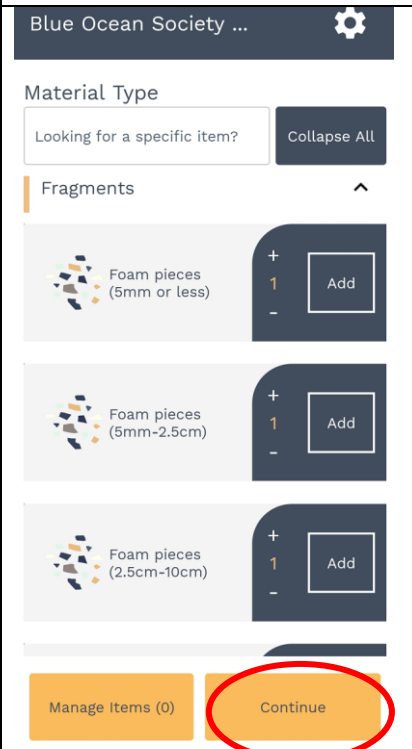 Blue Ocean Society ...
Material Type
Looking for a specific item?
Collapse All
Fragments
Foam pieces
(5mm or less)
+
1
-
Add
Foam pieces
(5mm-2.5cm)
+
1
-
Add
Foam pieces
(2.5cm-10cm)
+
1
-
Add
Manage Items (0)
Continue